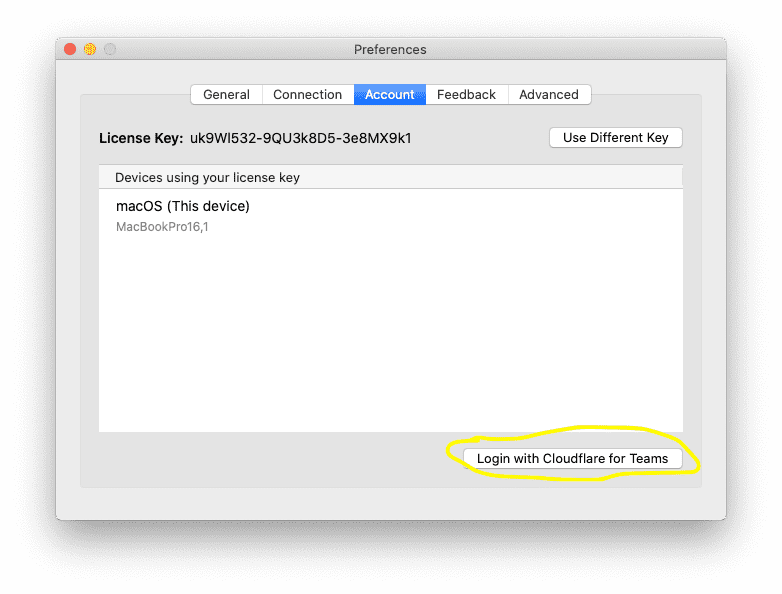 Preferences
General Connection Account Feedback Advanced
License Key: uk9Wl532-9QU3k8D5-3e8MX9k1 Use Different Key
Devices using your license key
macOS (This device)
MacBookPro16,1
Login with Cloudflare for Teams